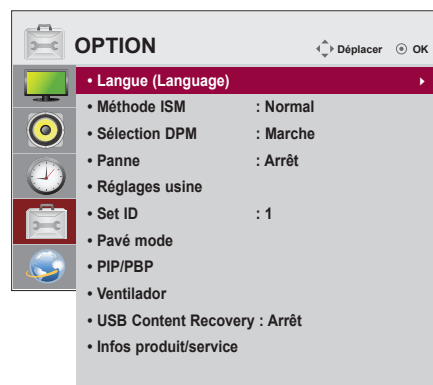 OPTION
Déplacer OK
• Langue (Language)
• Méthode ISM : Normal
• Sélection DPM : Marche
• Panne : Arrêt
• Réglages usine
• Set ID : 1
• Pavé mode
• PIP/PBP
• Ventilador
• USB Content Recovery : Arrêt
• Infos produit/service